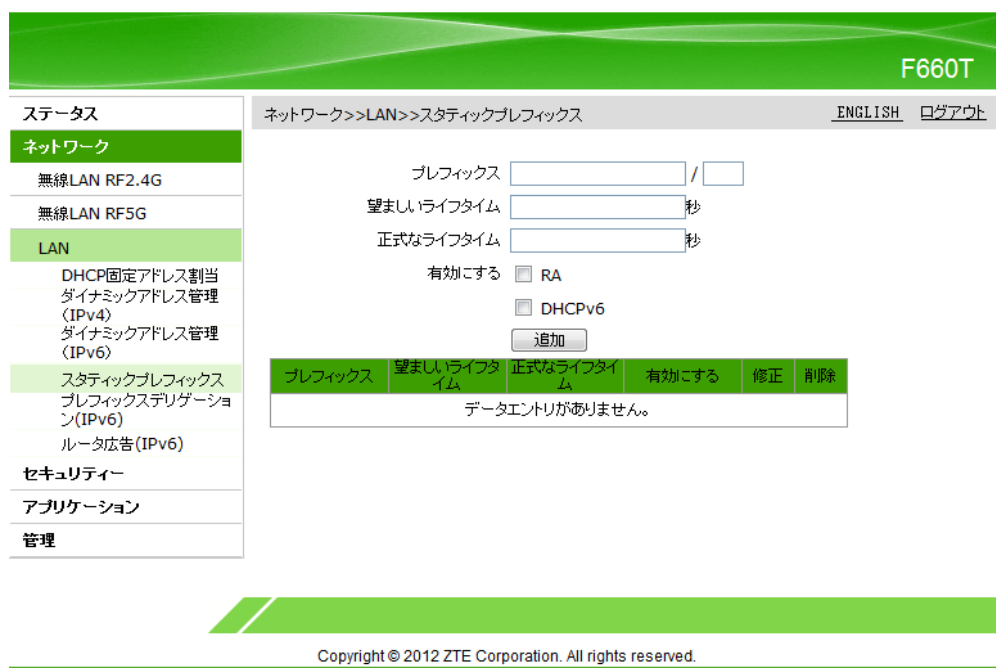 F660T
ステータス
ネットワーク
無線LAN RF2.4G
無線LAN RF5G
LAN
DHCP固定アドレス割当
ダイナミックアドレス管理
(IPv4)
ダイナミックアドレス管理
(IPv6)
スタティックプレフィックス
プレフィックスデリゲーショ
ン(IPv6)
ルータ広告(IPv6)
セキュリティー
アプリケーション
管理
ネットワーク>>LAN>>スタティックプレフィックス
ENGLISH ログアウト
プレフィックス /
望ましいライフタイム 秒
正式なライフタイム 秒
有効にする RA
DHCPv6
追加
プレフィックス 望ましいライフタイム 正式なライフタイム 有効にする 修正 削除
データエントリがありません。
Copyright © 2012 ZTE Corporation. All rights reserved.